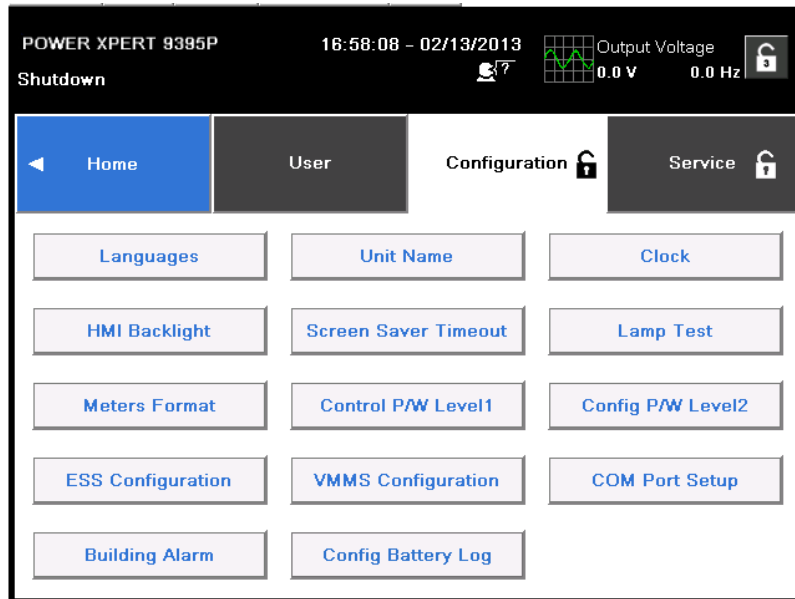 POWER XPERT 9395P
16:58:08 - 02/13/2013
Output Voltage
3
Shutdown
?
0.0 V 0.0 Hz
Home
User
Configuration
Service
Languages
Unit Name
Clock
HMI Backlight
Screen Saver Timeout
Lamp Test
Meters Format
Control P/W Level1
Config P/W Level2
ESS Configuration
VMMS Configuration
COM Port Setup
Building Alarm
Config Battery Log